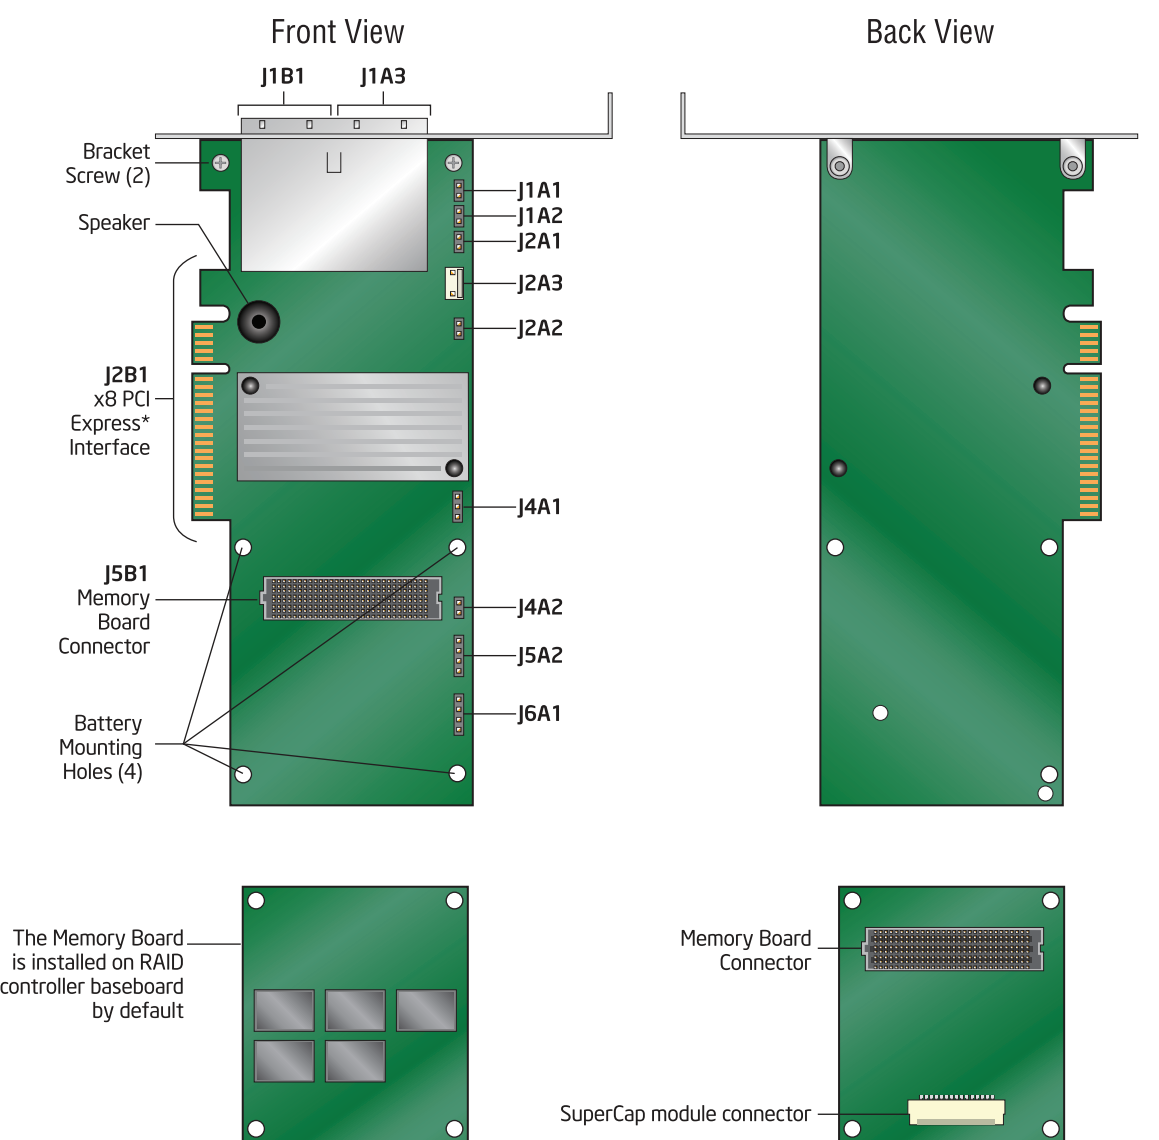 Front View
Back View
J1B1
J1A3
Bracket
Screw (2)
Speaker
J1A1
J1A2
J2A1
J2A3
J2A2
J2B1
x8 PCI
Express*
Interface
J4A1
J5B1
Memory
Board
Connector
J4A2
J5A2
J6A1
Battery
Mounting
Holes (4)
The Memory Board
is installed on RAID
controller baseboard
by default
Memory Board
Connector
SuperCap module connector